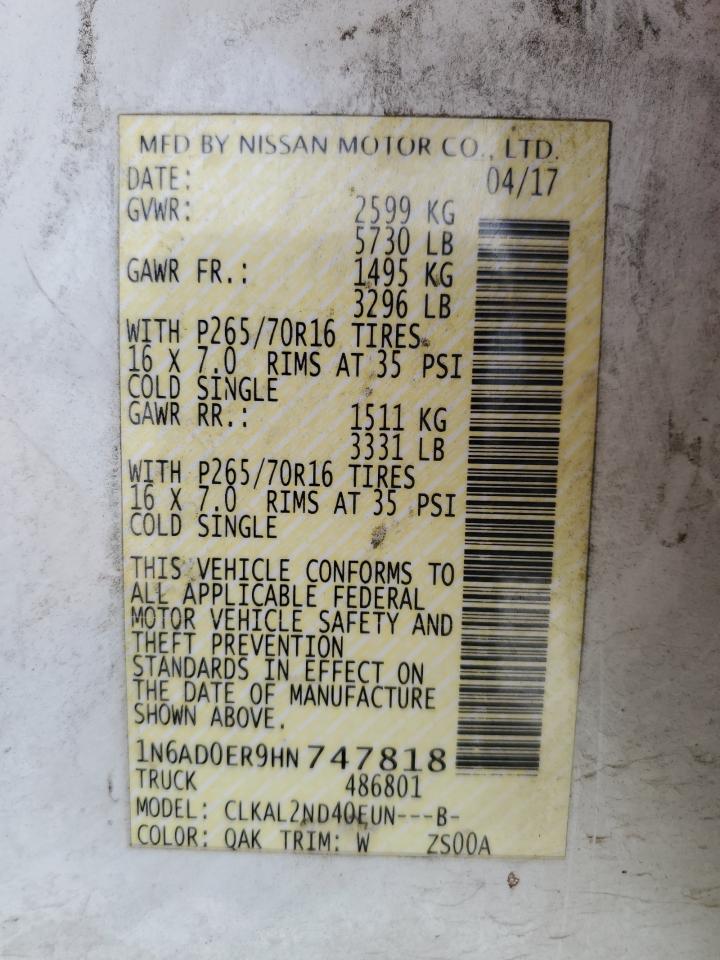 MFD BY NISSAN MOTOR CO., LTD.
DATE: 04/17
GVWR: 2599 KG
5730 LB
GAWR FR.: 1495 KG
3296 LB
WITH P265/70R16 TIRES
16 X 7.0 RIMS AT 35 PSI
COLD SINGLE
GAWR RR.: 1511 KG
3331 LB
WITH P265/70R16 TIRES
16 X 7.0 RIMS AT 35 PSI
COLD SINGLE
THIS VEHICLE CONFORMS TO
ALL APPLICABLE FEDERAL
MOTOR VEHICLE SAFETY AND
THEFT PREVENTION
STANDARDS IN EFFECT ON
THE DATE OF MANUFACTURE
SHOWN ABOVE.
1N6AD0ER9HN747818
TRUCK 486801
MODEL: CLKAL2ND40EUN---B-
COLOR: QAK TRIM: W ZS00A